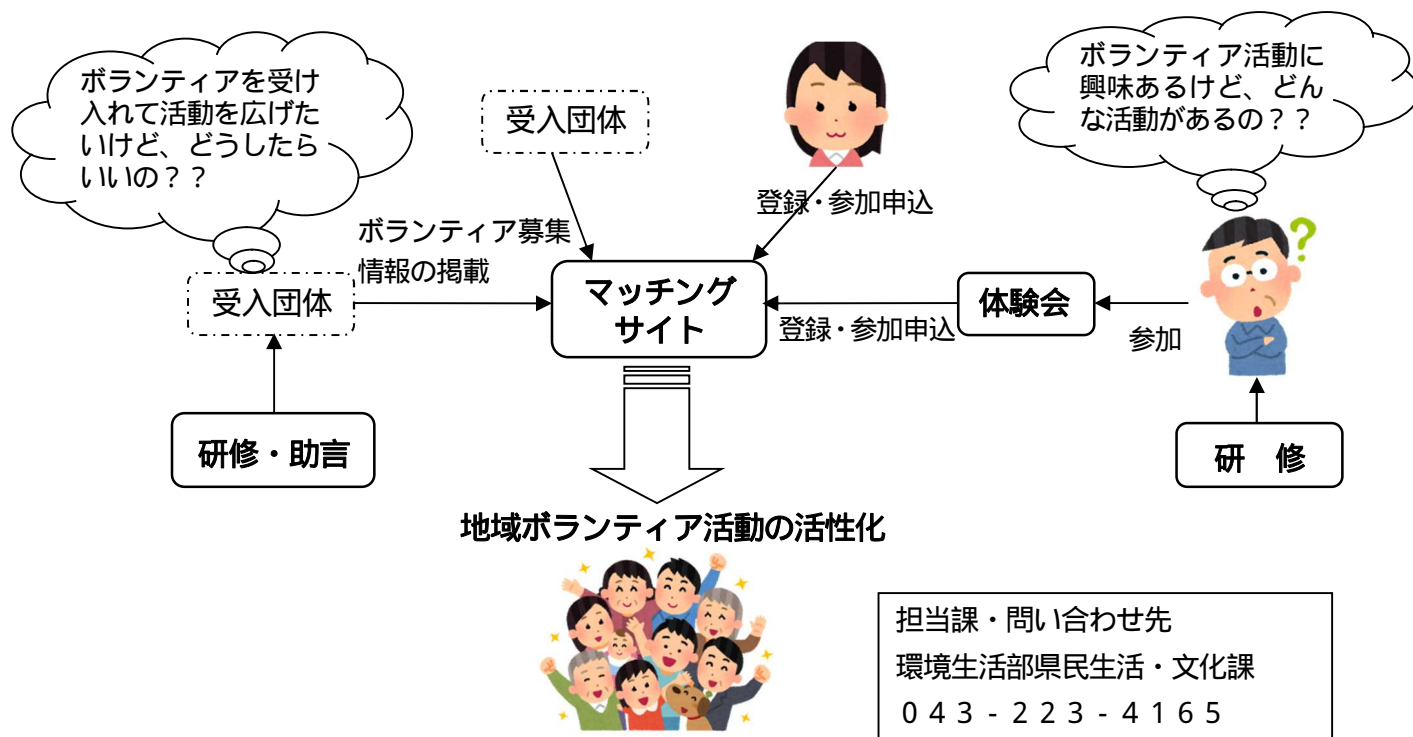 ボランティアを受け
入れて活動を広げた
いけど、どうしたら
いいの？？
受入団体
ボランティア活動に
興味あるけど、どん
な活動があるの？？
登録・参加申込
ボランティア募集
情報の掲載
受入団体
マッチング
サイト
登録・参加申込
体験会
参加
研修・助言
研　修
地域ボランティア活動の活性化
担当課・問い合わせ先
環境生活部県民生活・文化課
０４３-２２３-４１６５